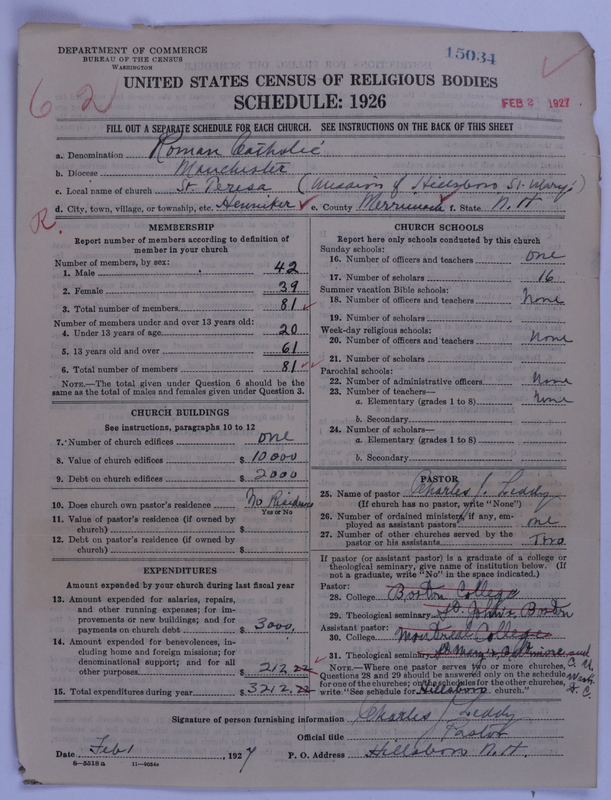 DEPARTMENT OF COMMERCE
BUREAU OF THE CENSUS
WASHINGTON
15034
62
UNITED STATES CENSUS OF RELIGIOUS BODIES
SCHEDULE: 1926
FEB 2 1927
FILL OUT A SEPARATE SCHEDULE FOR EACH CHURCH. SEE INSTRUCTIONS ON THE BACK OF THIS SHEET
a. Denomination Roman Catholic
b. Diocese Manchester
c. Local name of church St. Teresa (Mission of Hillsboro St. Mary's)
d. City, town, village, or township, etc. Henniker e. County Merrimack f. State N. H
R.
MEMBERSHIP
Report number of members according to definition of
member in your church
Number of members, by sex:
1. Male 42
2. Female 39
3. Total number of members 81
Number of members under and over 13 years old:
4. Under 13 years of age 20
5. 13 years old and over 61
6. Total number of members 81
NOTE.—The total given under Question 6 should be the
same as the total of males and females given under Question 3.
CHURCH BUILDINGS
See instructions, paragraphs 10 to 12
7. Number of church edifices one
8. Value of church edifices $ 10000
9. Debt on church edifices $ 2000
10. Does church own pastor's residence No Residence
Yes or No
11. Value of pastor's residence (if owned by
church) $
12. Debt on pastor's residence (if owned by
church) $
EXPENDITURES
Amount expended by your church during last fiscal year
13. Amount expended for salaries, repairs,
and other running expenses; for im-
provements or new buildings; and for
payments on church debt $ 3000,
14. Amount expended for benevolences, in-
cluding home and foreign missions; for
denominational support; and for all
other purposes $ 212.22
15. Total expenditures during year $ 3212.22
CHURCH SCHOOLS
Report here only schools conducted by this church
Sunday schools:
16. Number of officers and teachers one
17. Number of scholars 16
Summer vacation Bible schools:
18. Number of officers and teachers None
19. Number of scholars
Week-day religious schools:
20. Number of officers and teachers None
21. Number of scholars
Parochial schools:
22. Number of administrative officers None
23. Number of teachers—
a. Elementary (grades 1 to 8) None
b. Secondary
24. Number of scholars—
a. Elementary (grades 1 to 8)
b. Secondary
PASTOR
25. Name of pastor Charles J. Leddy
(If church has no pastor, write "None")
26. Number of ordained ministers, if any, em-
ployed as assistant pastors one
27. Number of other churches served by the
pastor or his assistants Two
If pastor (or assistant pastor) is a graduate of a college or
theological seminary, give name of institution below. (If
not a graduate, write "No" in the space indicated.)
Pastor:
28. College Boston College
29. Theological seminary St. John's Boston
Assistant pastor:
30. College Montreal College
31. Theological seminary St Mary's Baltimore and
C. U.
Wash.
D. C.
NOTE.—Where one pastor serves two or more churches,
Questions 28 and 29 should be answered only on the schedule
for one of the churches; on the schedules for the other churches,
write "See schedule for Hillsboro church."
Signature of person furnishing information Charles J. Leddy
Official title Pastor
Date Feb 1, 1927 P. O. Address Hillsboro N. H.
8—5518 a 11—9084